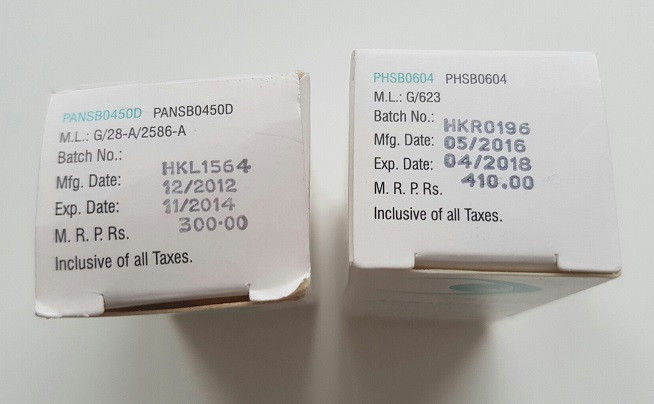 PANSB0450D PANSB0450D
M.L.: G/28-A/2586-A
Batch No.: HKL1564
Mfg. Date: 12/2012
Exp. Date: 11/2014
M. R. P. Rs. 300.00
Inclusive of all Taxes.
PHSB0604 PHSB0604
M.L.: G/623
Batch No.: HKR0196
Mfg. Date: 05/2016
Exp. Date: 04/2018
M. R. P. Rs. 410.00
Inclusive of all Taxes.